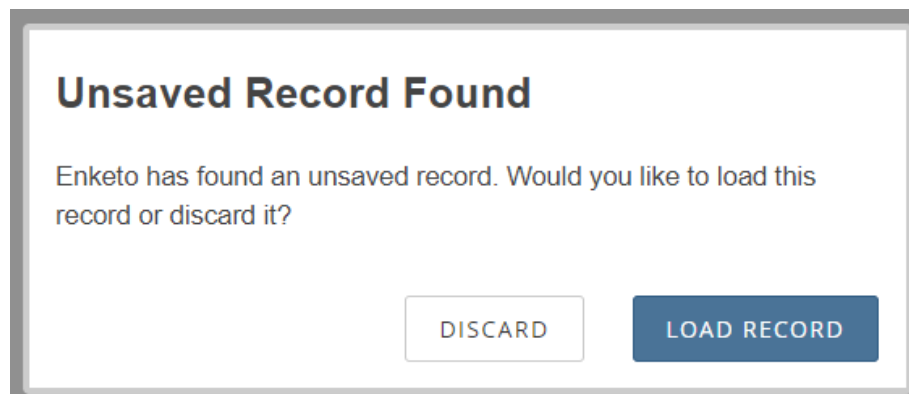 Unsaved Record Found
Enketo has found an unsaved record. Would you like to load this
record or discard it?
DISCARD
LOAD RECORD